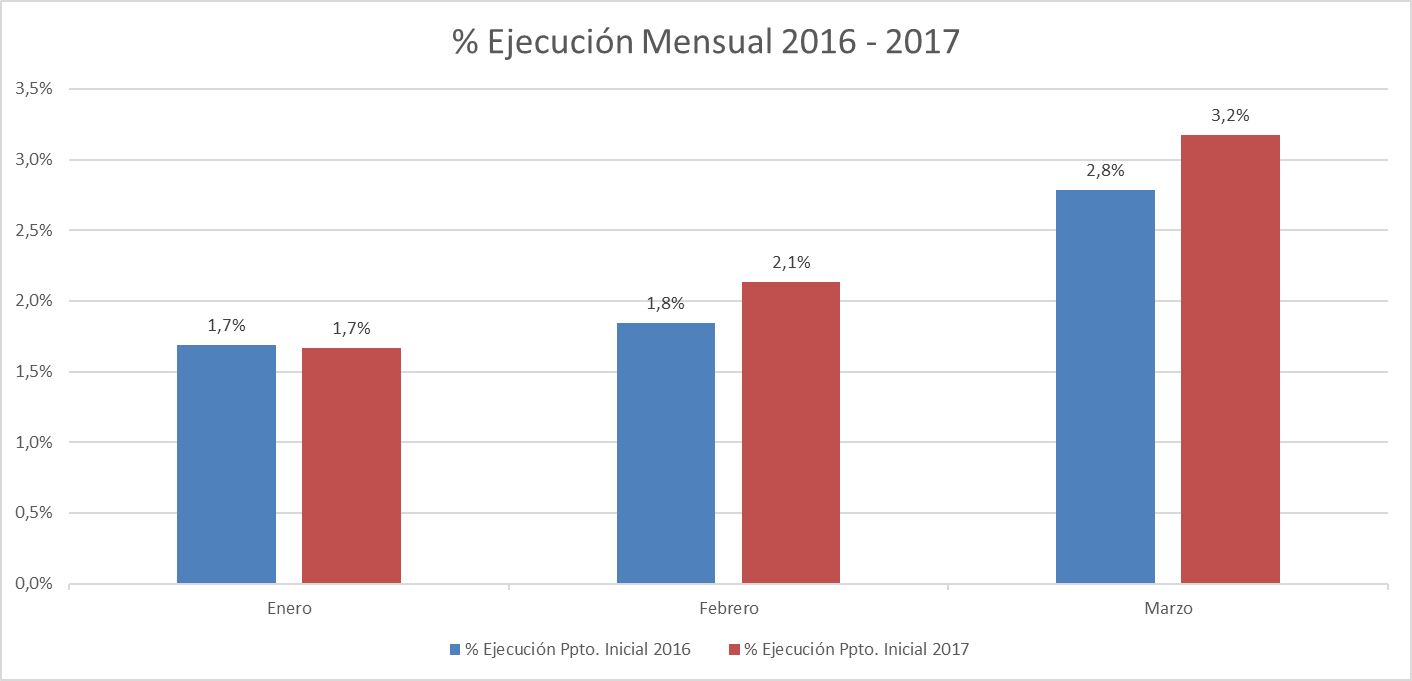 % Ejecución Mensual 2016 - 2017
3,5%
3,0%
2,5%
2,0%
1,5%
1,0%
0,5%
0,0%
1,7%
1,7%
1,8%
2,1%
2,8%
3,2%
Enero
Febrero
Marzo
% Ejecución Ppto. Inicial 2016
% Ejecución Ppto. Inicial 2017